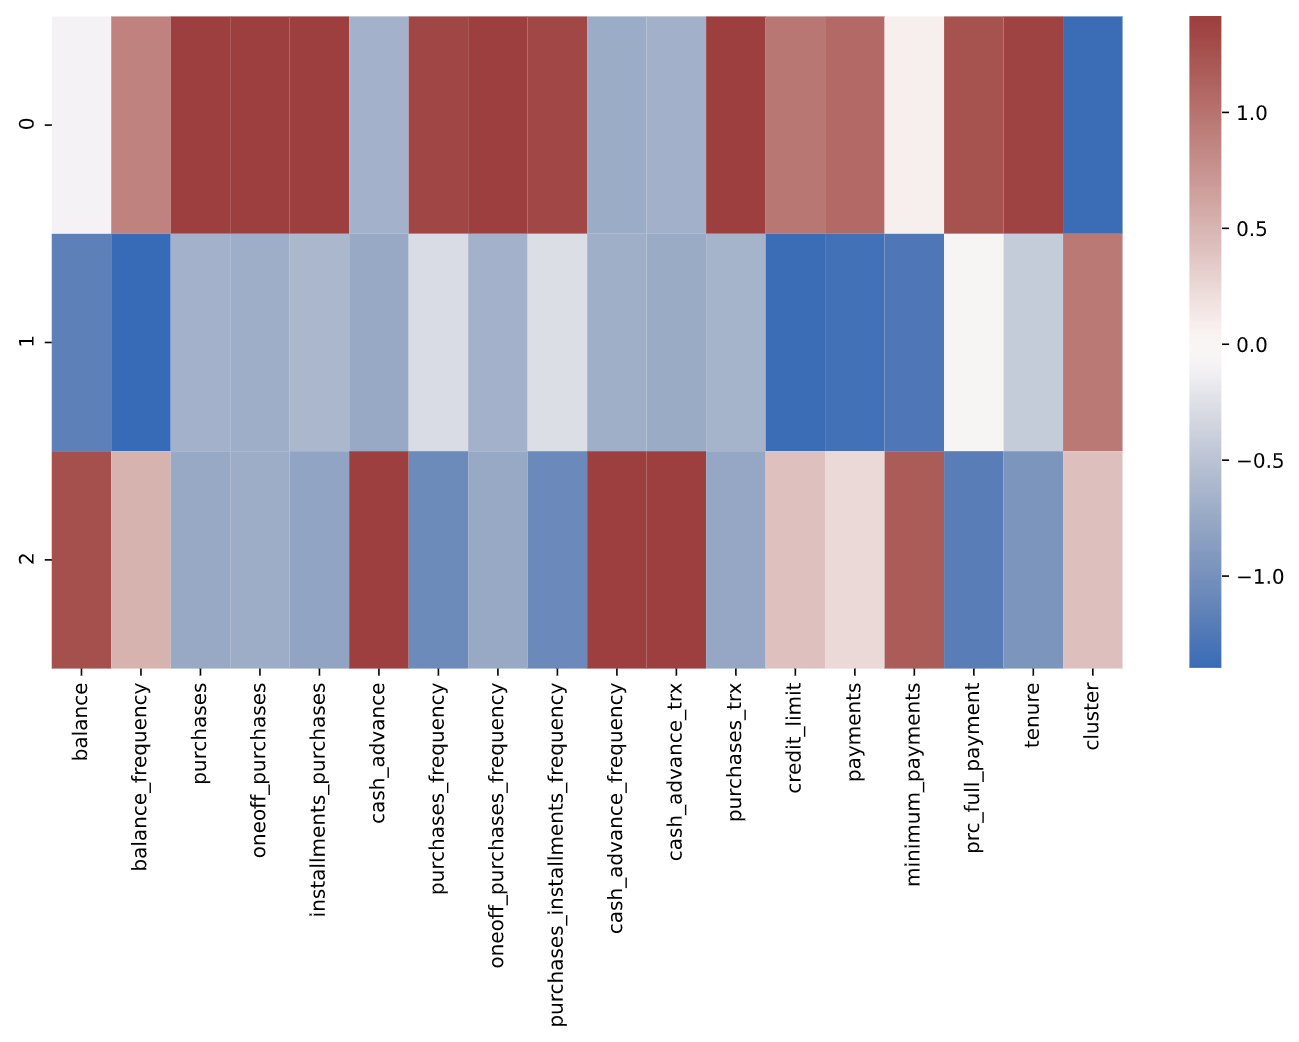 0
1
2
balance
balance_frequency
purchases
oneoff_purchases
installments_purchases
cash_advance
purchases_frequency
oneoff_purchases_frequency
purchases_installments_frequency
cash_advance_frequency
cash_advance_trx
purchases_trx
credit_limit
payments
minimum_payments
prc_full_payment
tenure
cluster
1.0
0.5
0.0
−0.5
−1.0